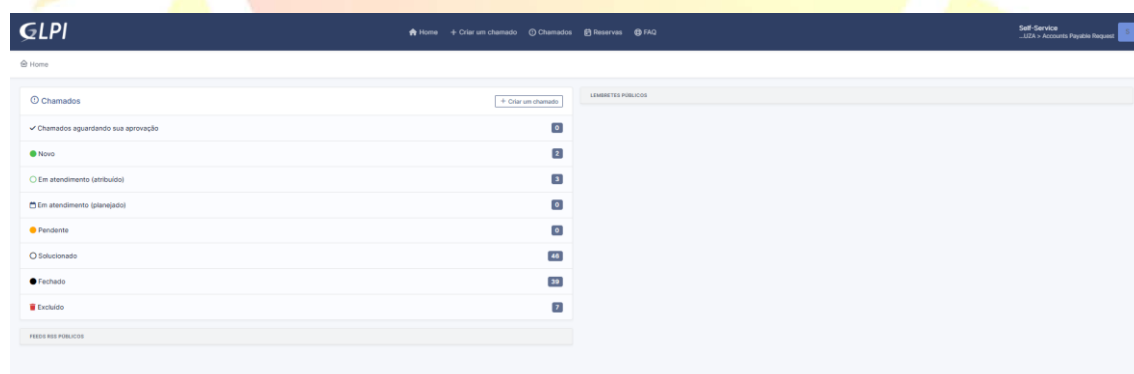 GLPI
Home + Criar um chamado Chamados Reservas FAQ
Self-Service
...UZA > Accounts Payable Request
S
Home
Chamados
+ Criar um chamado
Chamados aguardando sua aprovação 0
Novo 2
Em atendimento (atribuído) 3
Em atendimento (planejado) 0
Pendente 0
Solucionado 46
Fechado 39
Excluído 7
FEEDS RSS PÚBLICOS
LEMBRETES PÚBLICOS